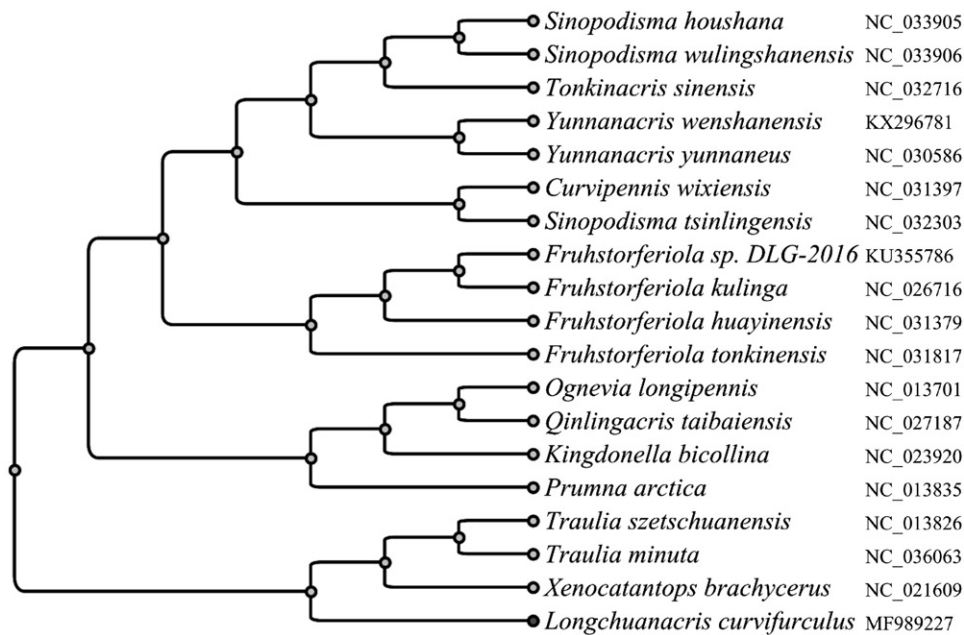 Sinopodisma houshana NC_033905
Sinopodisma wulingshanensis NC_033906
Tonkinacris sinensis NC_032716
Yunnanacris wenshanensis KX296781
Yunnanacris yunnaneus NC_030586
Curvipennis wixiensis NC_031397
Sinopodisma tsinlingensis NC_032303
Fruhstorferiola sp. DLG-2016 KU355786
Fruhstorferiola kulinga NC_026716
Fruhstorferiola huayinensis NC_031379
Fruhstorferiola tonkinensis NC_031817
Ognevia longipennis NC_013701
Qinlingacris taibaiensis NC_027187
Kingdonella bicollina NC_023920
Prumna arctica NC_013835
Traulia szetschuanensis NC_013826
Traulia minuta NC_036063
Xenocatantops brachycerus NC_021609
Longchuanacris curvifurculus MF989227